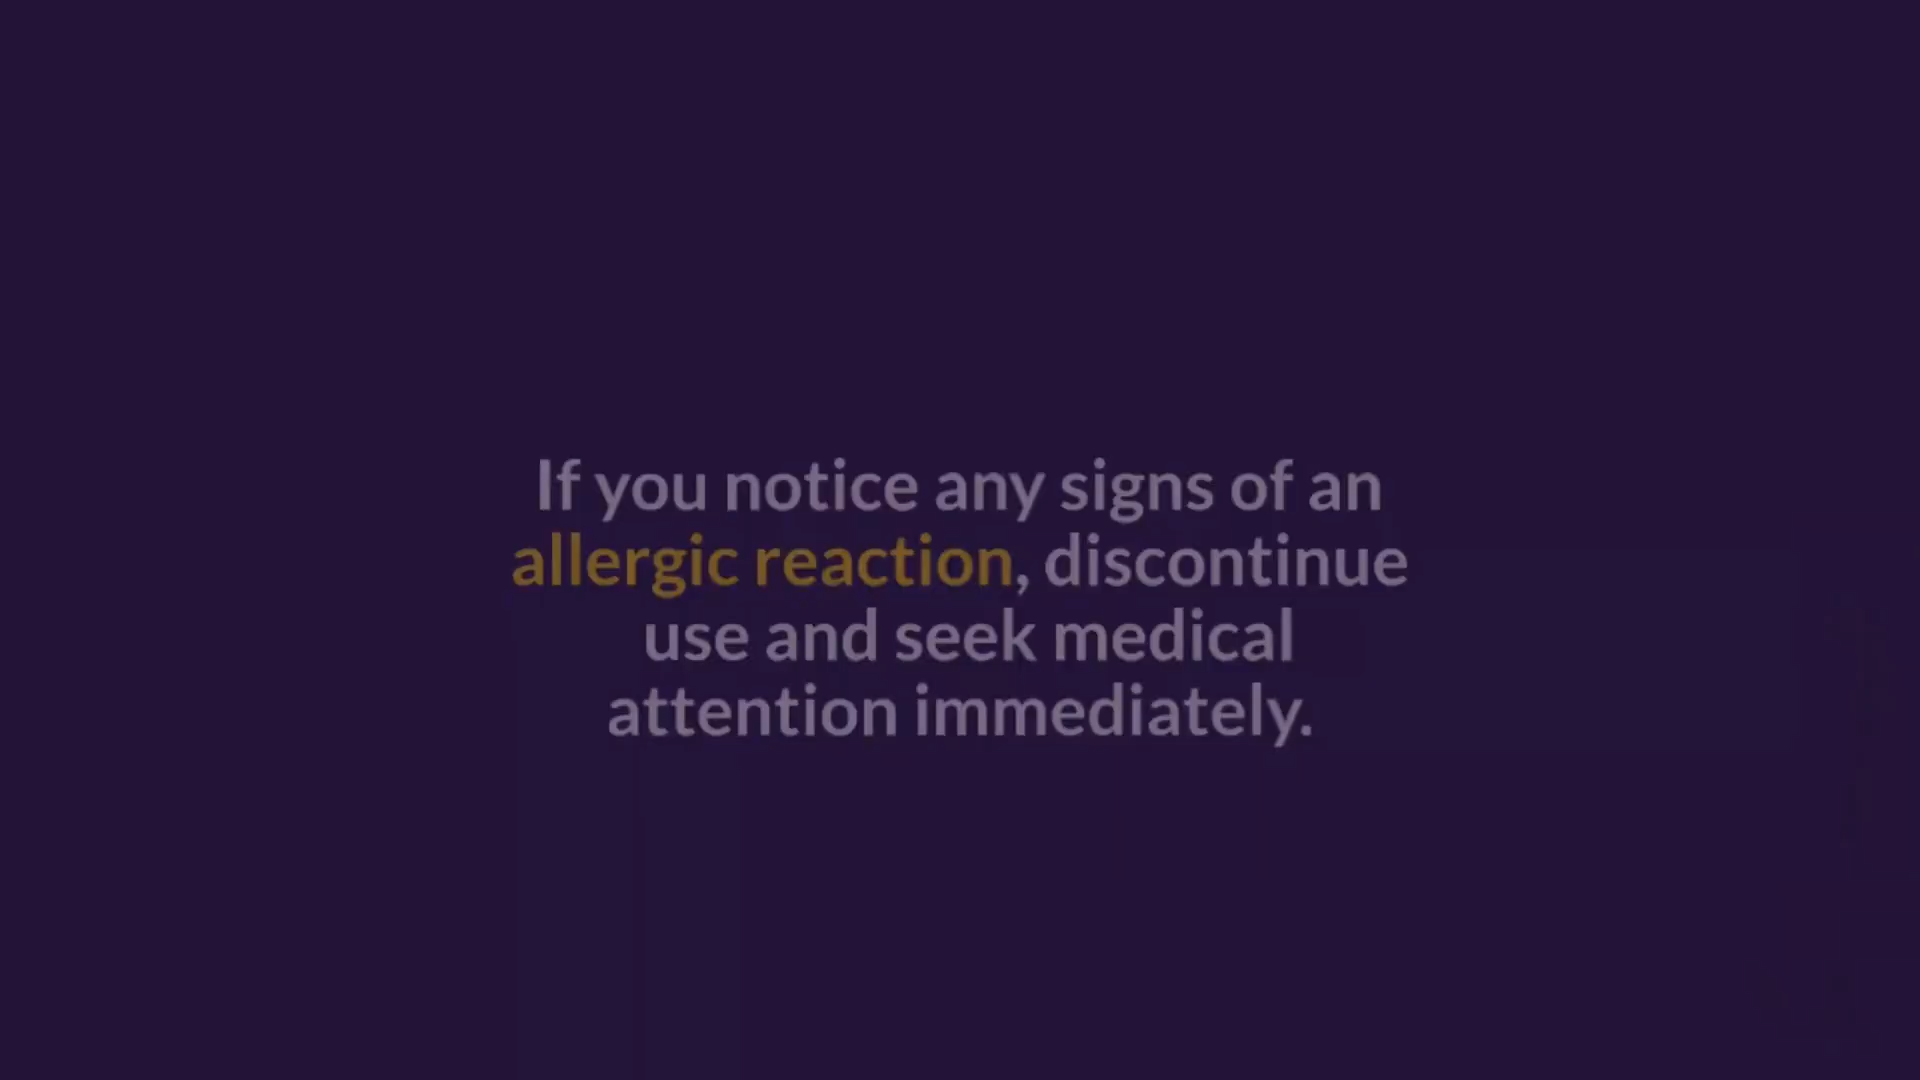 If you notice any signs of an
allergic reaction, discontinue
use and seek medical
attention immediately.